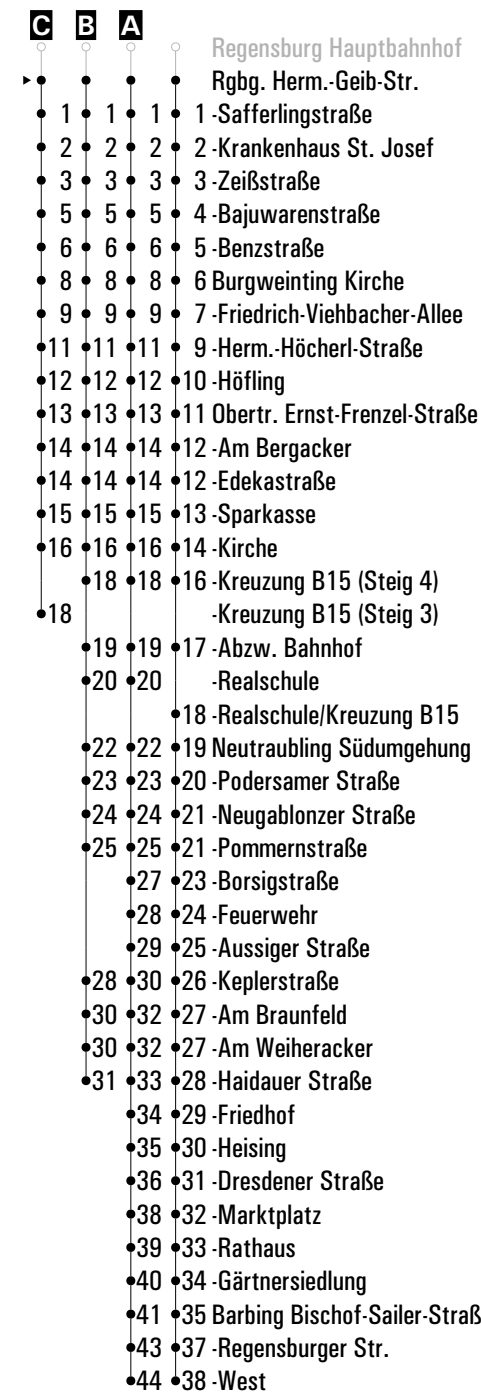 C B A
Regensburg Hauptbahnhof
Rgbg. Herm.-Geib-Str.
1 1 1 1 -Safferlingstraße
2 2 2 2 -Krankenhaus St. Josef
3 3 3 3 -Zeißstraße
5 5 5 4 -Bajuwarenstraße
6 6 6 5 -Benzstraße
8 8 8 6 Burgweinting Kirche
9 9 9 7 -Friedrich-Viehbacher-Allee
11 11 11 9 -Herm.-Höcherl-Straße
12 12 12 10 -Höfling
13 13 13 11 Obertr. Ernst-Frenzel-Straße
14 14 14 12 -Am Bergacker
14 14 14 12 -Edekastraße
15 15 15 13 -Sparkasse
16 16 16 14 -Kirche
18 18 16 -Kreuzung B15 (Steig 4)
18 -Kreuzung B15 (Steig 3)
19 19 17 -Abzw. Bahnhof
20 20 -Realschule
18 -Realschule/Kreuzung B15
22 22 19 Neutraubling Südumgehung
23 23 20 -Podersamer Straße
24 24 21 -Neugablonzer Straße
25 25 21 -Pommernstraße
27 23 -Borsigstraße
28 24 -Feuerwehr
29 25 -Aussiger Straße
28 30 26 -Keplerstraße
30 32 27 -Am Braunfeld
30 32 27 -Am Weiheracker
31 33 28 -Haidauer Straße
34 29 -Friedhof
35 30 -Heising
36 31 -Dresdener Straße
38 32 -Marktplatz
39 33 -Rathaus
40 34 -Gärtnersiedlung
41 35 Barbing Bischof-Sailer-Straß
43 37 -Regensburger Str.
44 38 -West